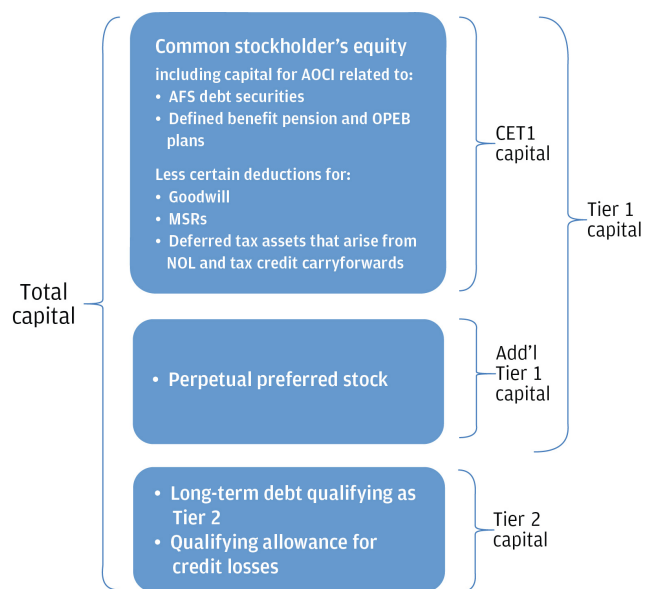 Common stockholder's equity
including capital for AOCI related to:
• AFS debt securities
• Defined benefit pension and OPEB
plans
Less certain deductions for:
• Goodwill
• MSRs
• Deferred tax assets that arise from
NOL and tax credit carryforwards
CET1
capital
Tier 1
capital
Total
capital
• Perpetual preferred stock
Add'l
Tier 1
capital
• Long-term debt qualifying as
Tier 2
• Qualifying allowance for
credit losses
Tier 2
capital